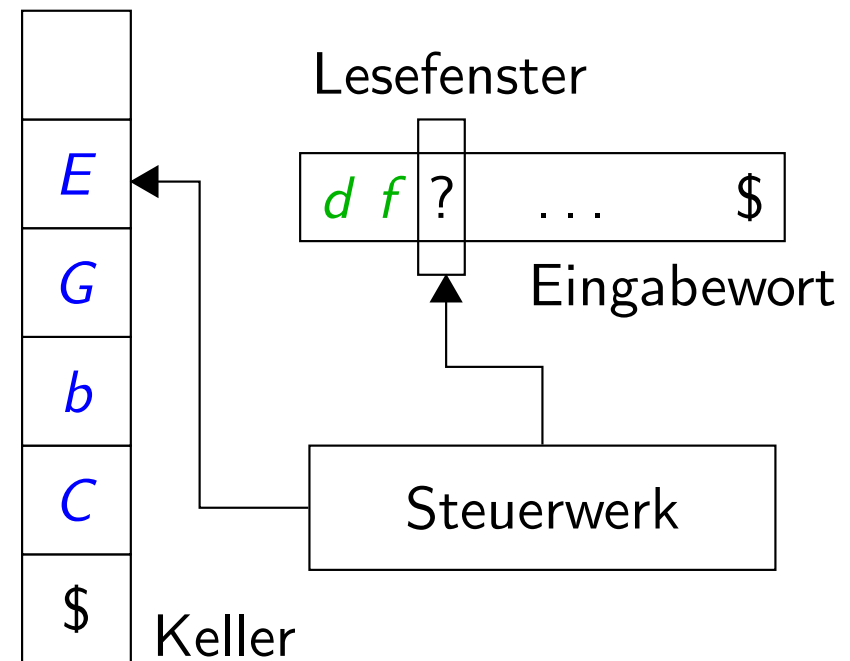 Lesefenster
d f ? ... $
Eingabewort
E
G
b
C
$
Keller
Steuerwerk